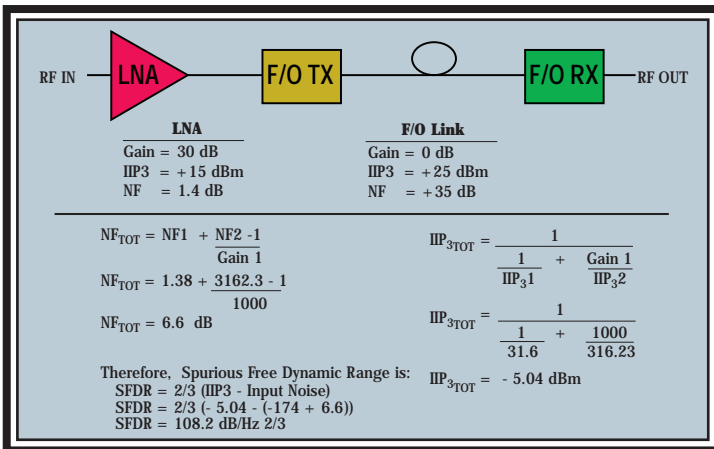 RF IN LNA F/O TX F/O RX RF OUT
LNA
Gain = 30 dB
IIP3 = +15 dBm
NF = 1.4 dB
F/O Link
Gain = 0 dB
IIP3 = +25 dBm
NF = +35 dB
NF_TOT = NF1 + NF2 -1
Gain 1
NF_TOT = 1.38 + 3162.3 - 1
1000
NF_TOT = 6.6 dB
Therefore, Spurious Free Dynamic Range is:
SFDR = 2/3 (IIP3 - Input Noise)
SFDR = 2/3 (- 5.04 - (-174 + 6.6))
SFDR = 108.2 dB/Hz 2/3
IIP3TOT = 1
1 + Gain 1
IIP31 IIP32
IIP3TOT = 1
1 + 1000
31.6 316.23
IIP3TOT = - 5.04 dBm